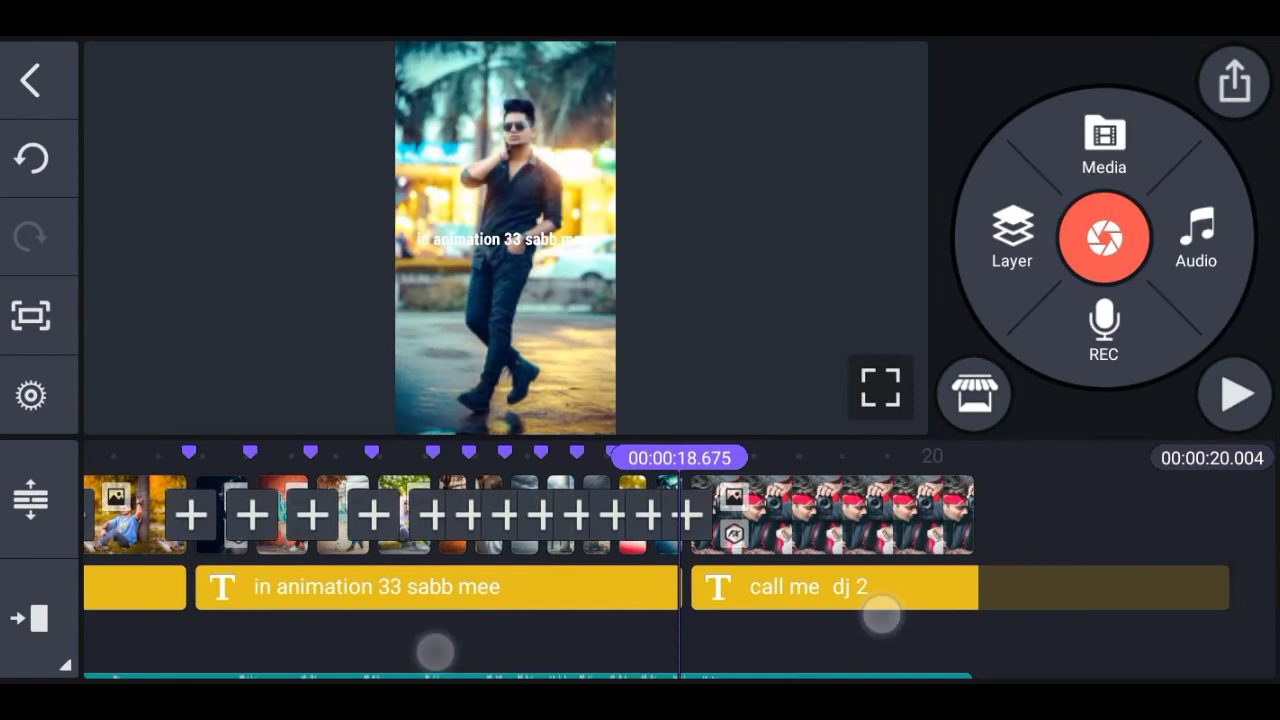 Media
Layer
Audio
REC
in animation 33 sabb me
00:00:18.675
20
00:00:20.004
in animation 33 sabb mee
call me dj 2